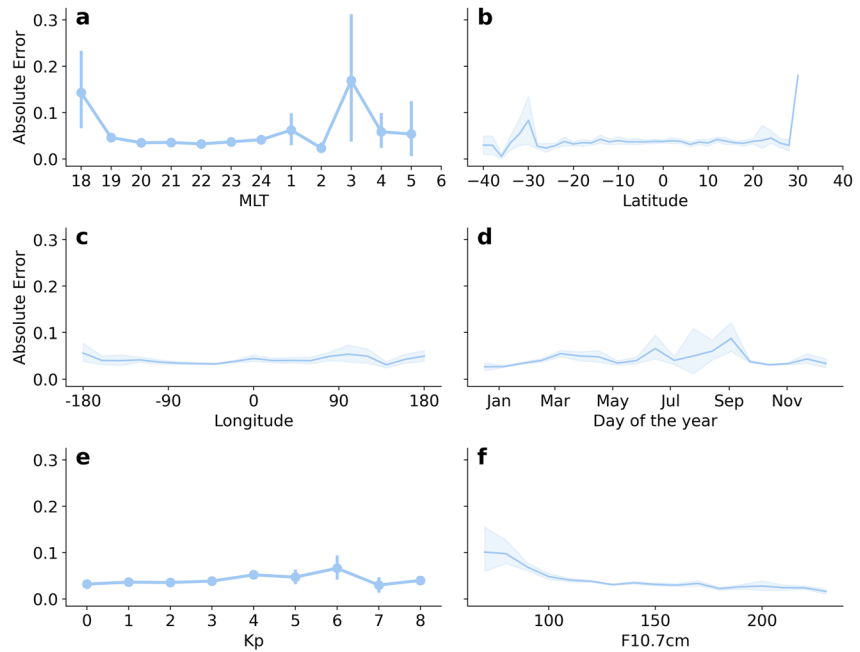 a
b
0.3
0.2
0.1
0.0
Absolute Error
18 19 20 21 22 23 24 1 2 3 4 5 6
MLT
−40 −30 −20 −10 0 10 20 30 40
Latitude
c
d
0.3
0.2
0.1
0.0
Absolute Error
-180 -90 0 90 180
Longitude
Jan Mar May Jul Sep Nov
Day of the year
e
f
0.3
0.2
0.1
0.0
0 1 2 3 4 5 6 7 8
Kp
100 150 200
F10.7cm